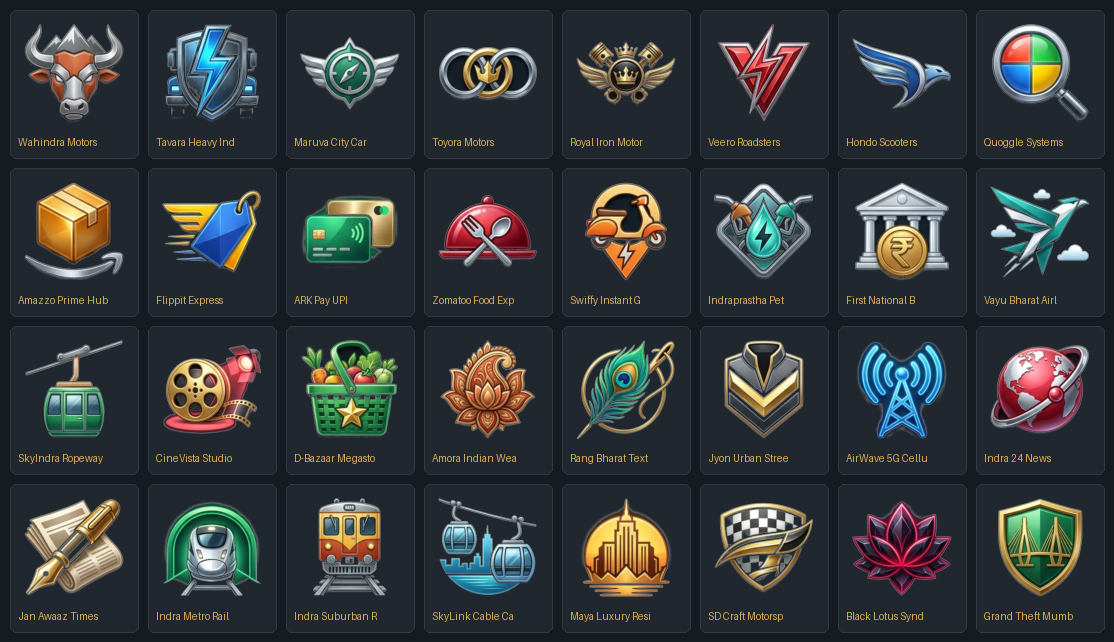 Wahindra Motors
Tavara Heavy Ind
Maruva City Car
Toyora Motors
Royal Iron Motor
Veero Roadsters
Hondo Scooters
Quoggle Systems
Amazzo Prime Hub
Flippit Express
ARK Pay UPI
Zomatoo Food Exp
Swiffy Instant G
Indraprastha Pet
First National B
Vayu Bharat Airl
SkyIndra Ropeway
CineVista Studio
D-Bazaar Megasto
Amora Indian Wea
Rang Bharat Text
Jyon Urban Stree
AirWave 5G Cellu
Indra 24 News
Jan Awaaz Times
Indra Metro Rail
Indra Suburban R
SkyLink Cable Ca
Maya Luxury Resi
SD Craft Motorsp
Black Lotus Synd
Grand Theft Mumb